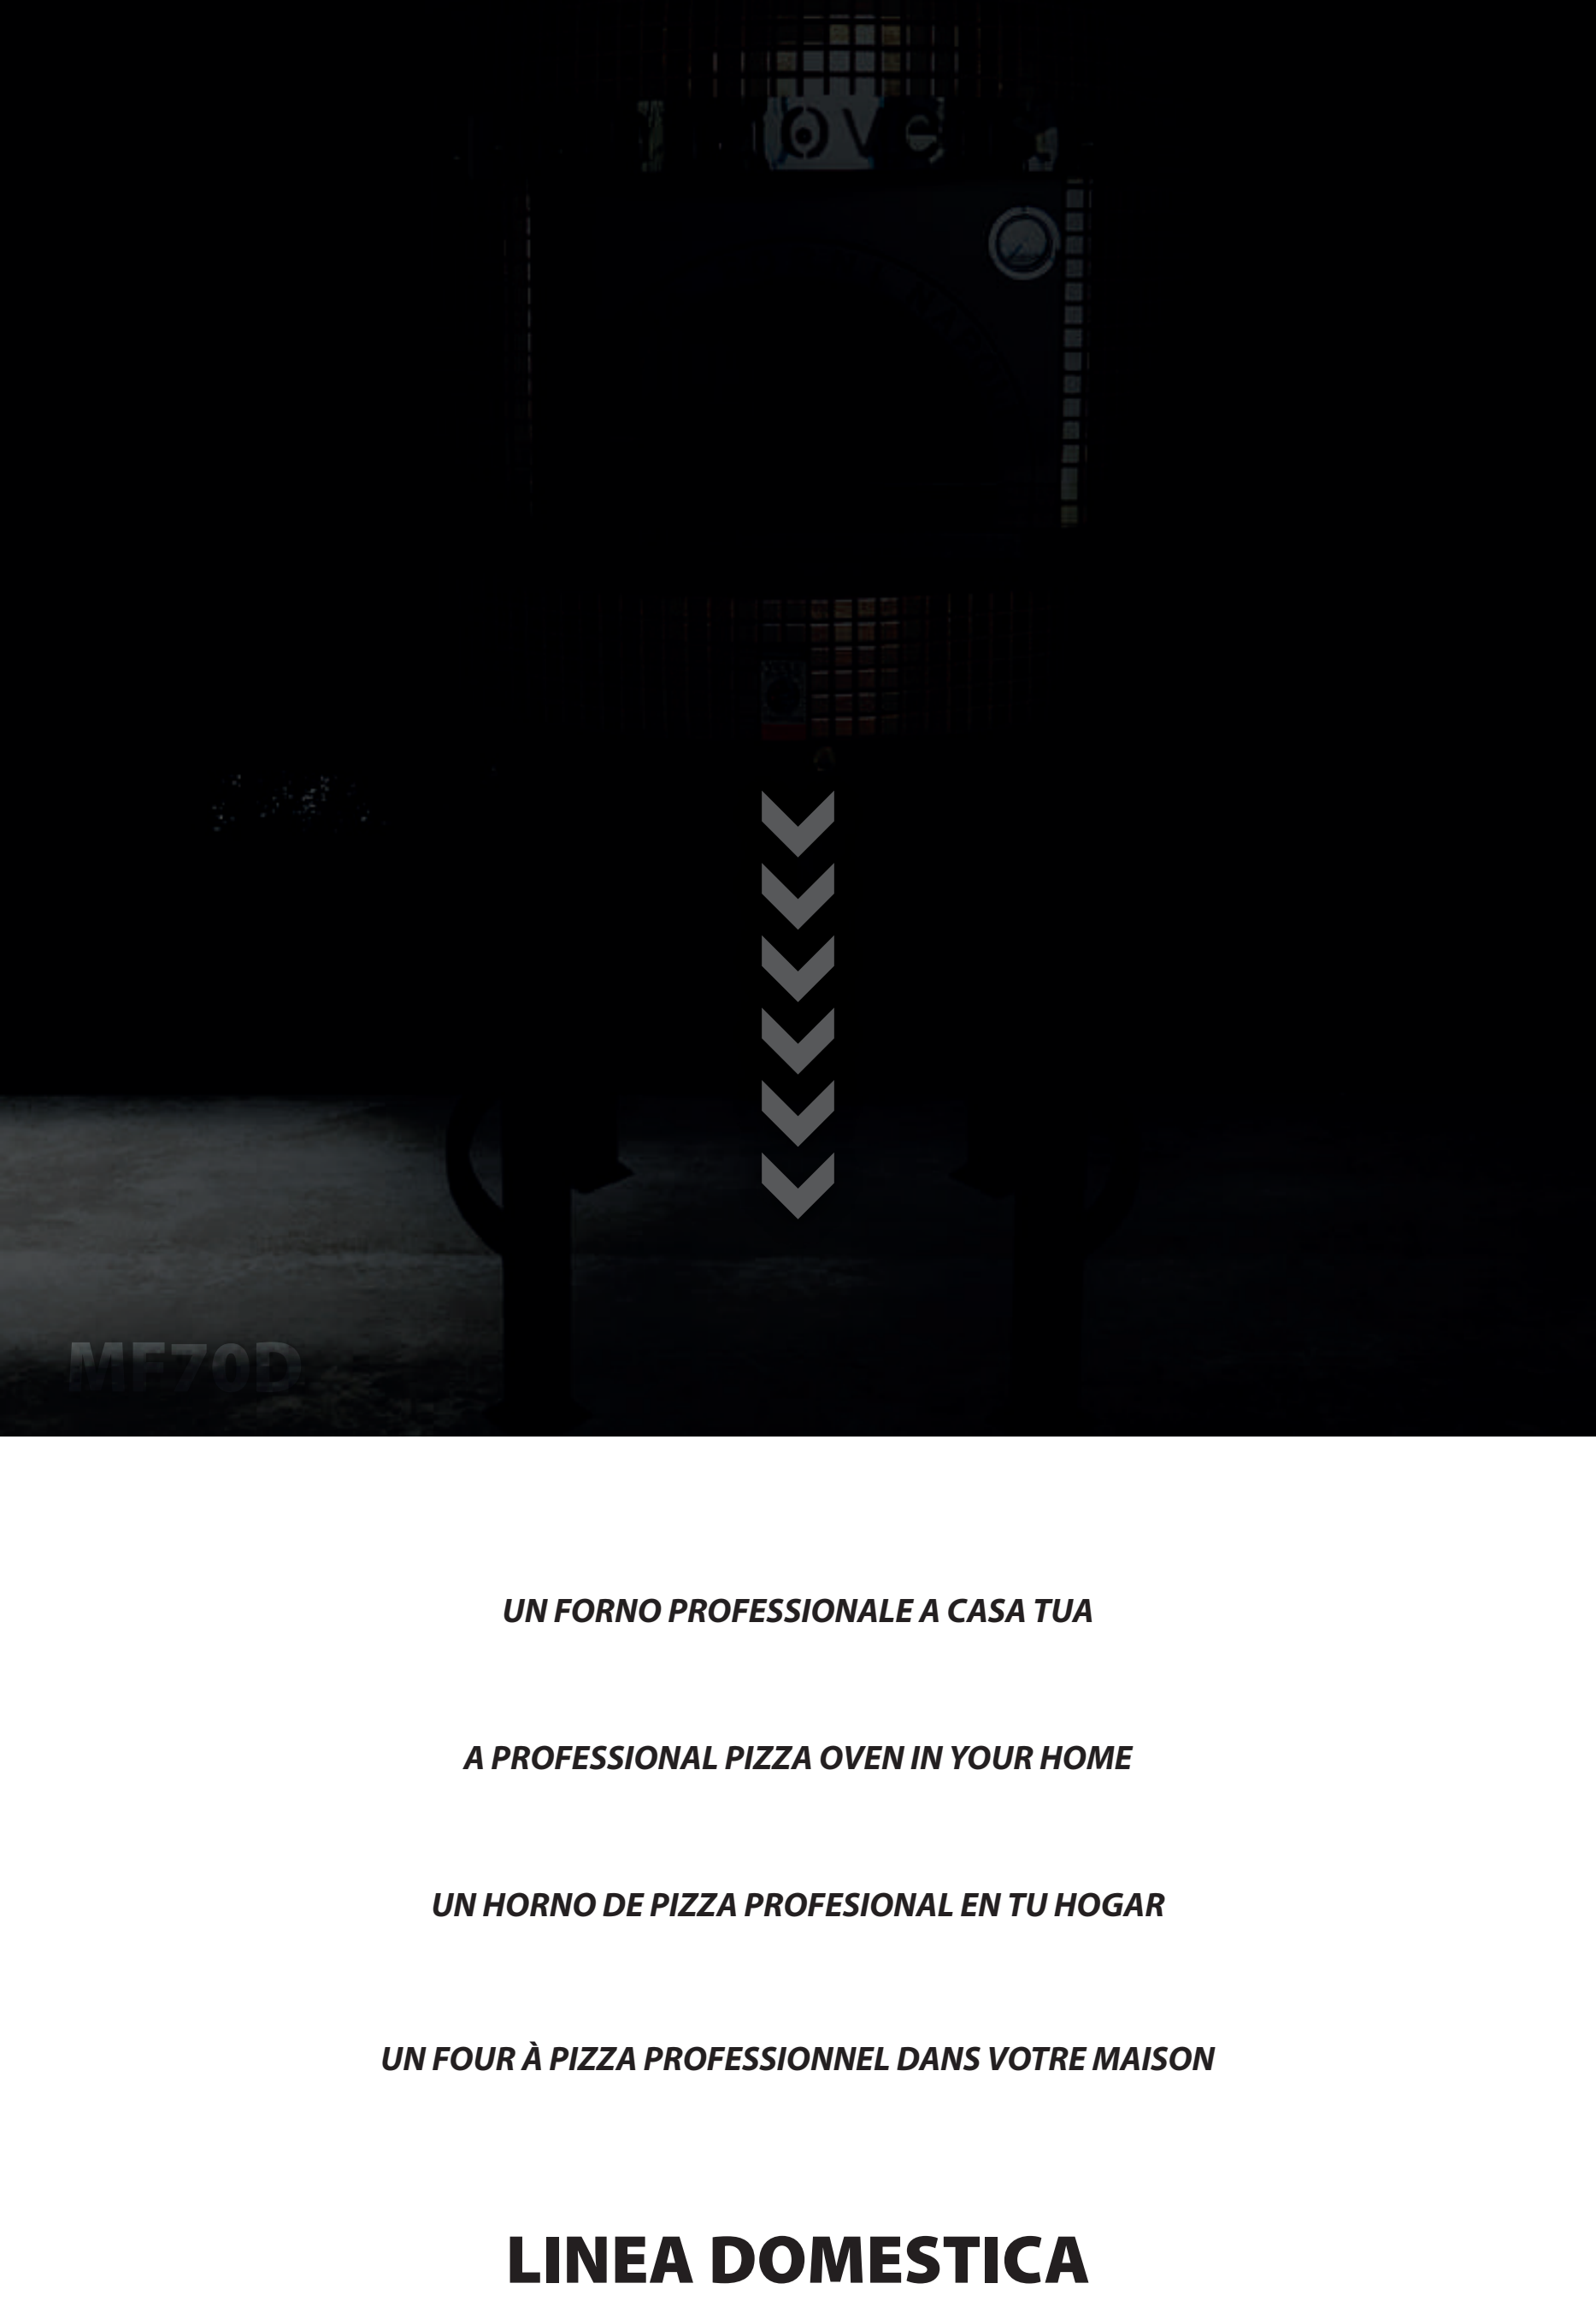 MF70D
UN FORNO PROFESSIONALE A CASA TUA
A PROFESSIONAL PIZZA OVEN IN YOUR HOME
UN HORNO DE PIZZA PROFESIONAL EN TU HOGAR
UN FOUR À PIZZA PROFESSIONNEL DANS VOTRE MAISON
LINEA DOMESTICA